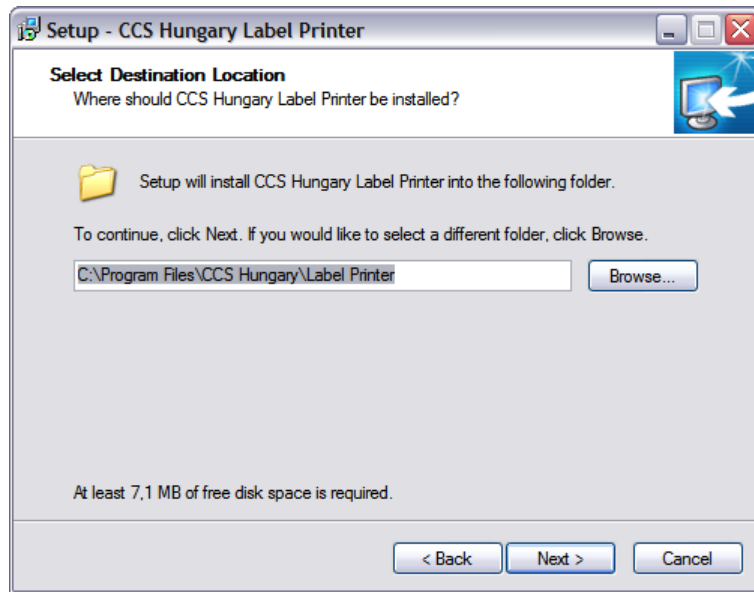 Setup - CCS Hungary Label Printer
Select Destination Location
Where should CCS Hungary Label Printer be installed?
Setup will install CCS Hungary Label Printer into the following folder.
To continue, click Next. If you would like to select a different folder, click Browse.
C:\Program Files\CCS Hungary\Label Printer
Browse...
At least 7,1 MB of free disk space is required.
< Back
Next >
Cancel